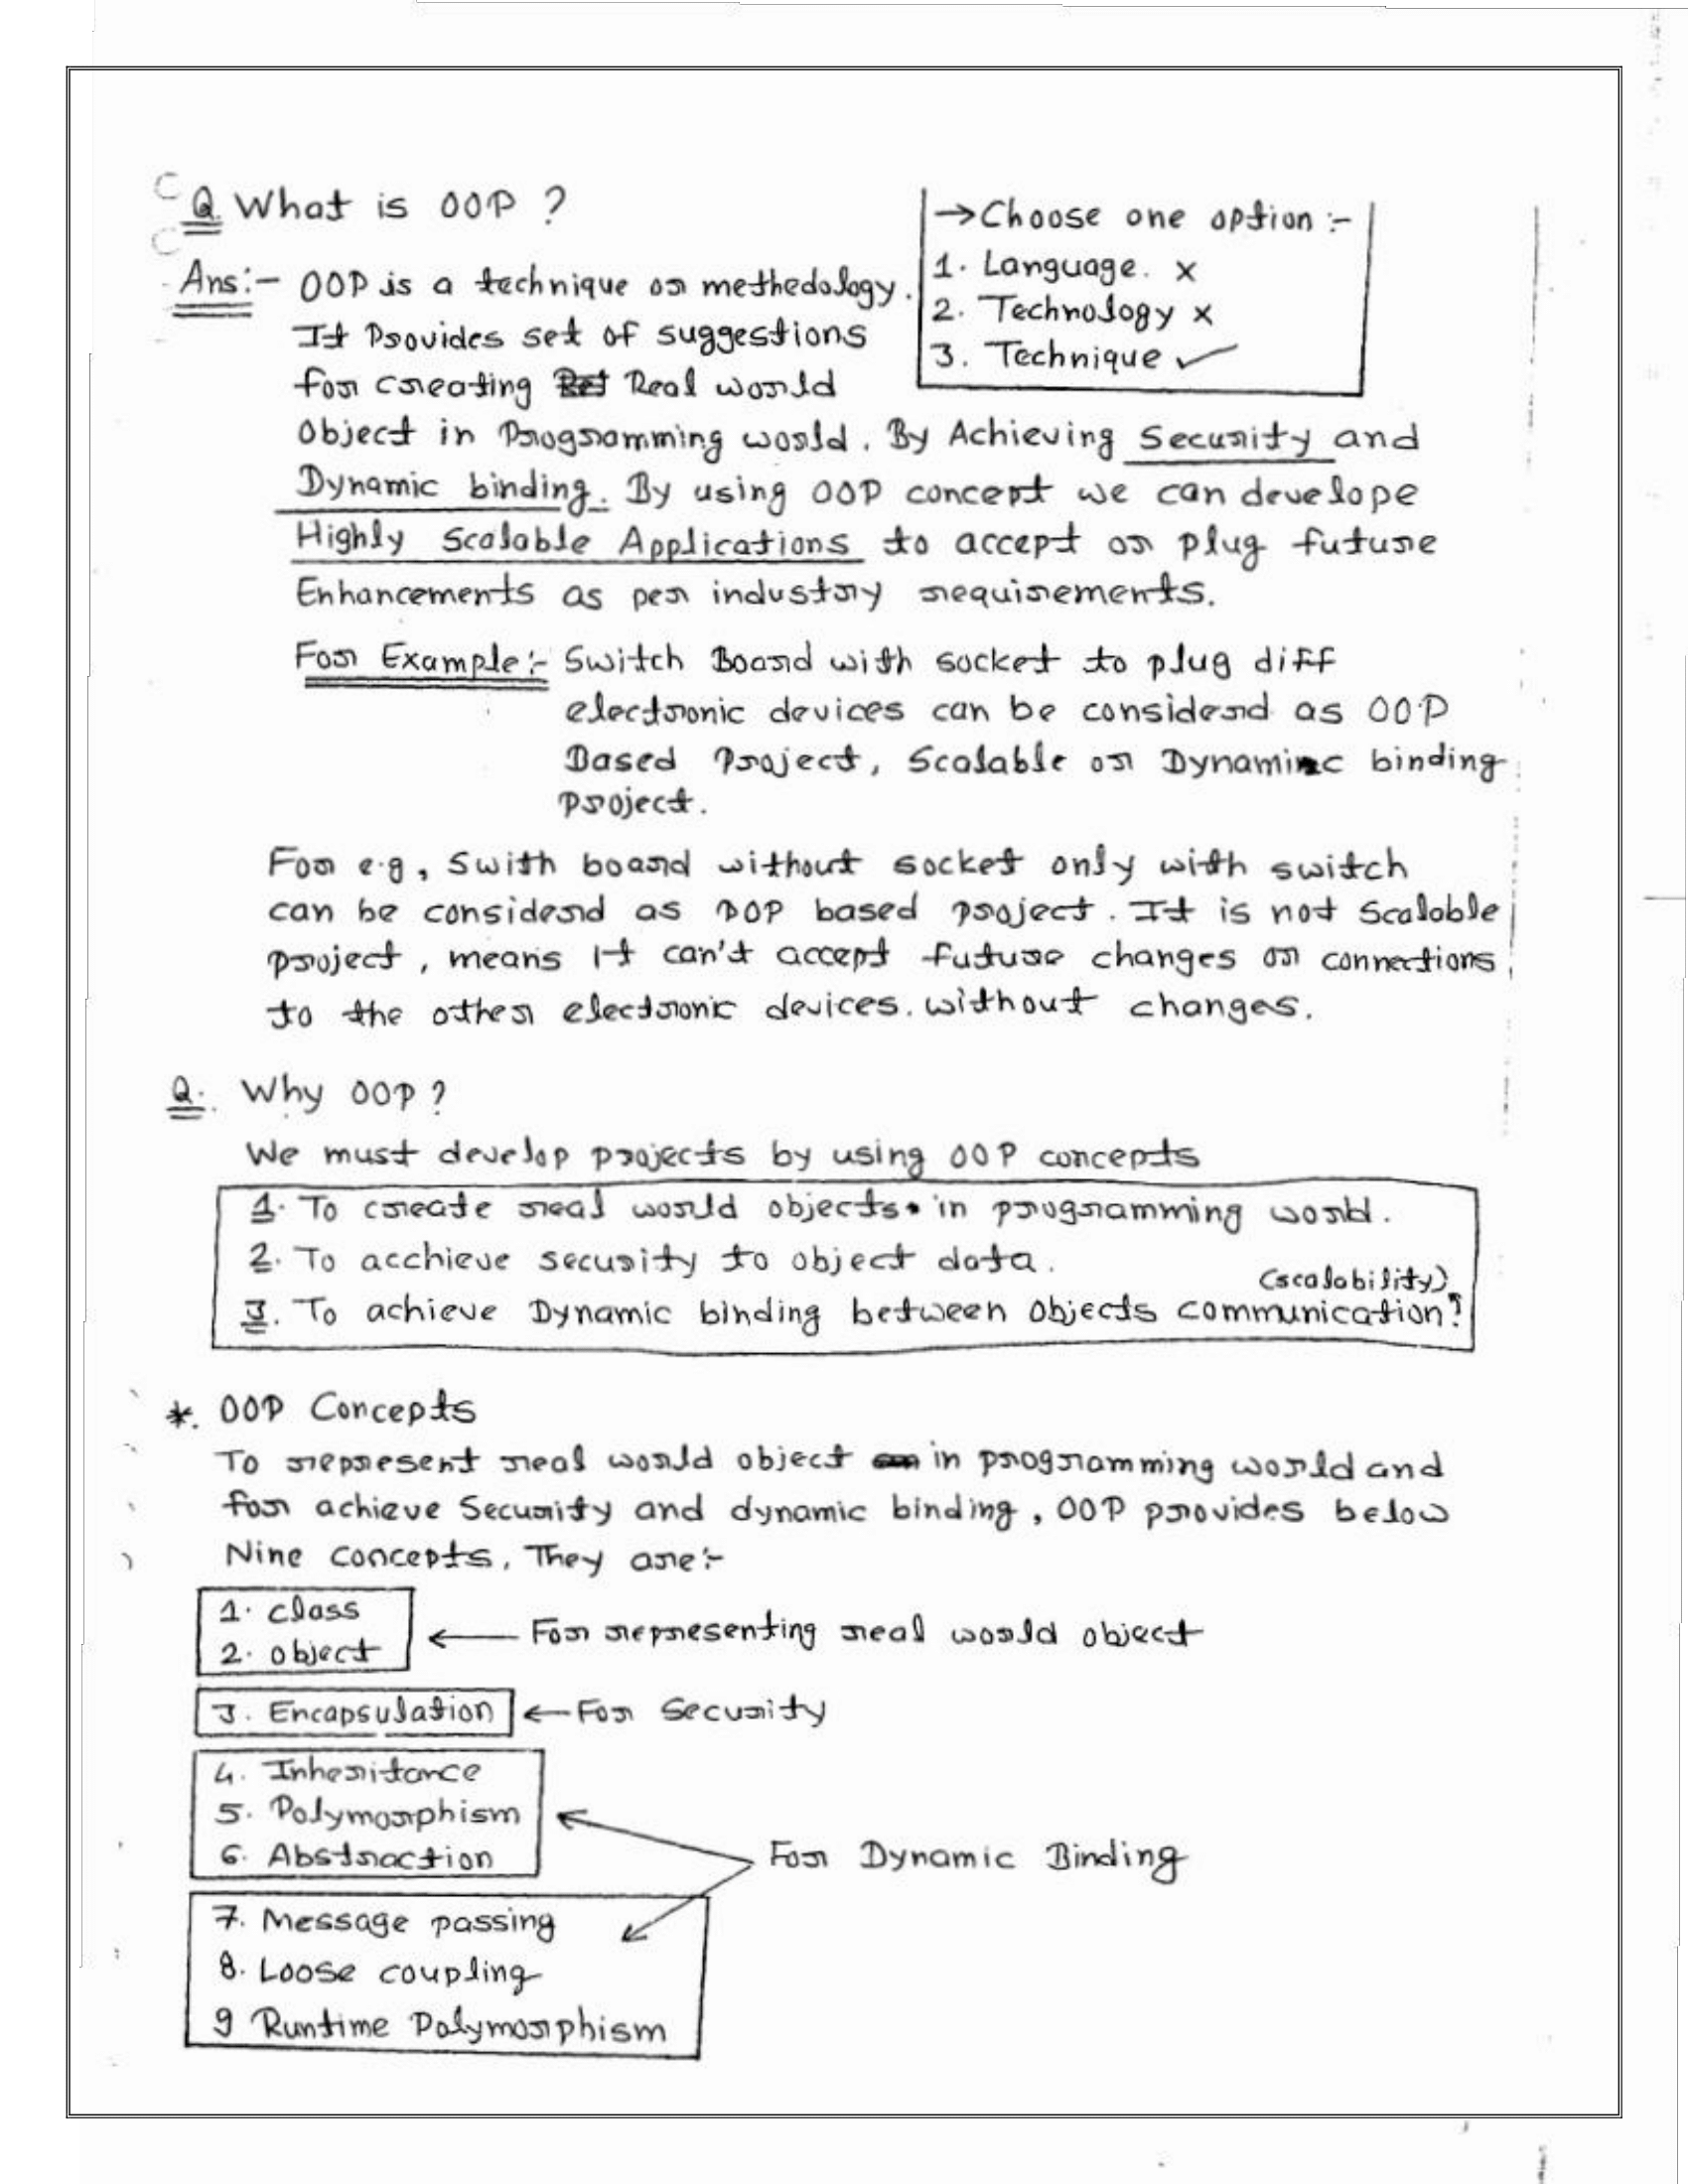 Q. What is OOP ?
→ Choose one option :-
1. Language. x
2. Technology x
3. Technique ✓
Ans:- OOP is a technique or methedology.
It Provides set of suggestions
for creating Real world
Object in Programming world. By Achieving Security and
Dynamic binding. By using OOP concept we can develope
Highly Scalable Applications to accept or plug future
Enhancements as per industry requirements.
For Example:- Switch Board with socket to plug diff
electronic devices can be considerd as OOP
Based Project, Scalable or Dynaminc binding
project.
For e.g, Swith board without socket only with switch
can be considerd as POP based project. It is not Scalable
project, means It can't accept future changes or connections
to the other electronic devices. without changes.
Q. Why OOP ?
We must develop projects by using OOP concepts
1. To create real world objects. in programming world.
2. To acchieve security to object data.
(scalability)
3. To achieve Dynamic binding between Objects communication?
*. OOP Concepts
To represent real world object in programming world and
for achieve Security and dynamic binding, OOP provides below
Nine concepts. They are:-
1. class
2. object
← For representing real world object
3. Encapsulation ← For Security
4. Inheritance
5. Polymorphism
6. Abstraction
For Dynamic Binding
7. Message passing
8. Loose coupling
9 Runtime Polymorphism